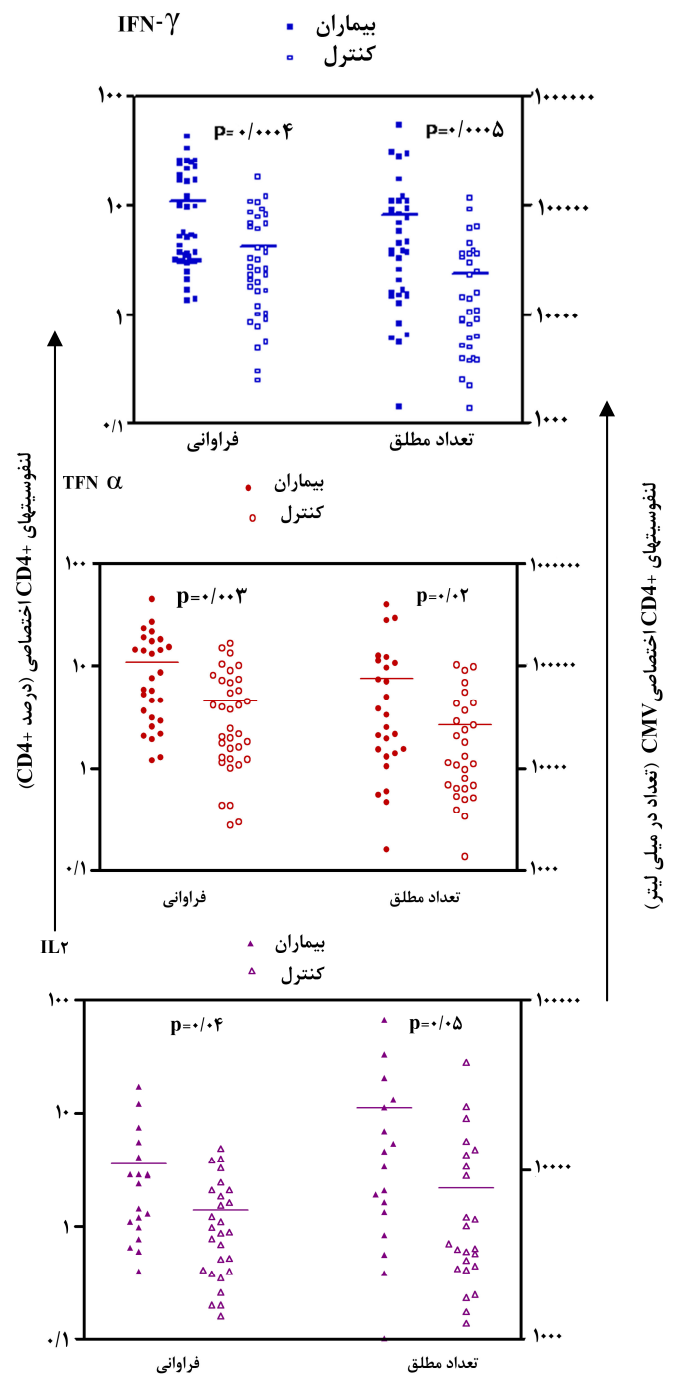 IFN-γ
بیماران
کنترل
۱۰۰
۱۰۰۰۰۰۰
p=۰/۰۰۰۴
p=۰/۰۰۰۵
۱۰
۱۰۰۰۰۰
۱
۱۰۰۰۰
۰/۱
۱۰۰۰
فراوانی
تعداد مطلق
لنفوسیتهای +CD4 اختصاصی (درصد +CD4)
لنفوسیتهای +CD4 اختصاصی CMV (تعداد در میلی لیتر)
TFN α
بیماران
کنترل
۱۰۰
۱۰۰۰۰۰۰
p=۰/۰۰۳
p=۰/۰۲
۱۰
۱۰۰۰۰۰
۱
۱۰۰۰۰
۰/۱
۱۰۰۰
فراوانی
تعداد مطلق
IL۲
بیماران
کنترل
۱۰۰
۱۰۰۰۰۰
p=۰/۰۴
p=۰/۰۵
۱۰
۱۰۰۰۰
۱
۰/۱
۱۰۰۰
فراوانی
تعداد مطلق